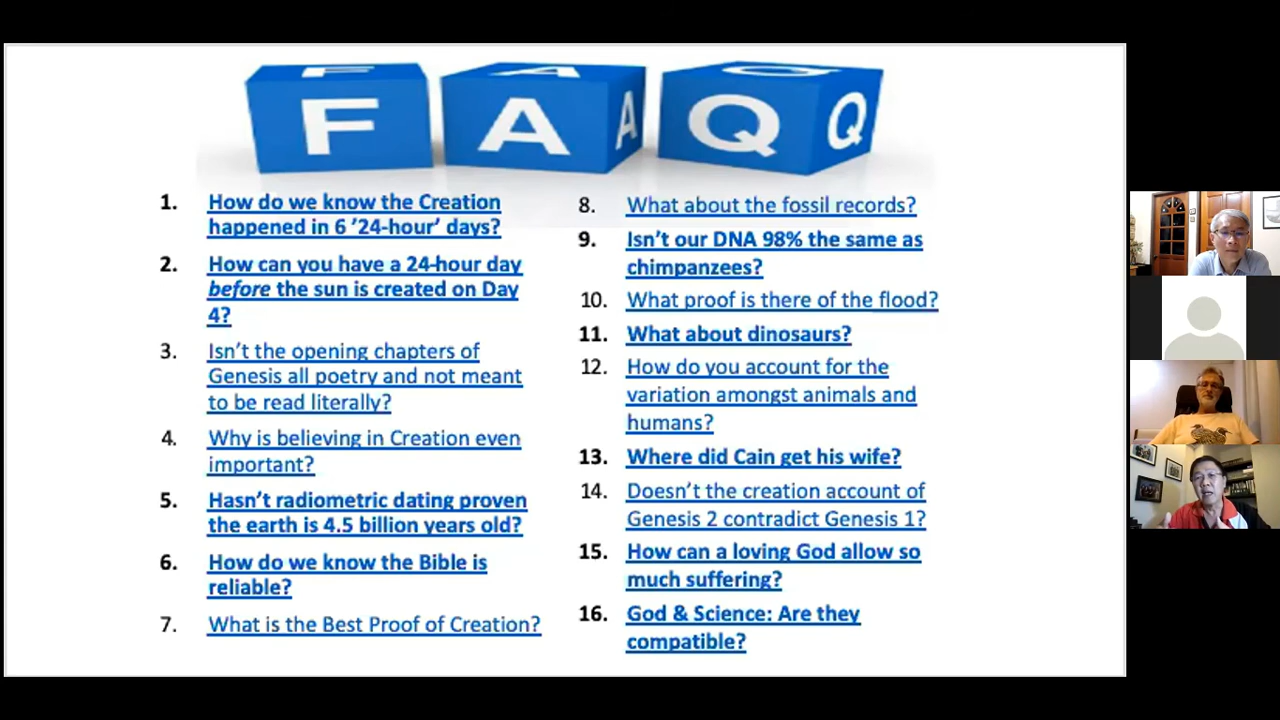 F A Q
1. How do we know the Creation
happened in 6 ’24-hour’ days?
2. How can you have a 24-hour day
before the sun is created on Day
4?
3. Isn’t the opening chapters of
Genesis all poetry and not meant
to be read literally?
4. Why is believing in Creation even
important?
5. Hasn’t radiometric dating proven
the earth is 4.5 billion years old?
6. How do we know the Bible is
reliable?
7. What is the Best Proof of Creation?
8. What about the fossil records?
9. Isn’t our DNA 98% the same as
chimpanzees?
10. What proof is there of the flood?
11. What about dinosaurs?
12. How do you account for the
variation amongst animals and
humans?
13. Where did Cain get his wife?
14. Doesn’t the creation account of
Genesis 2 contradict Genesis 1?
15. How can a loving God allow so
much suffering?
16. God & Science: Are they
compatible?